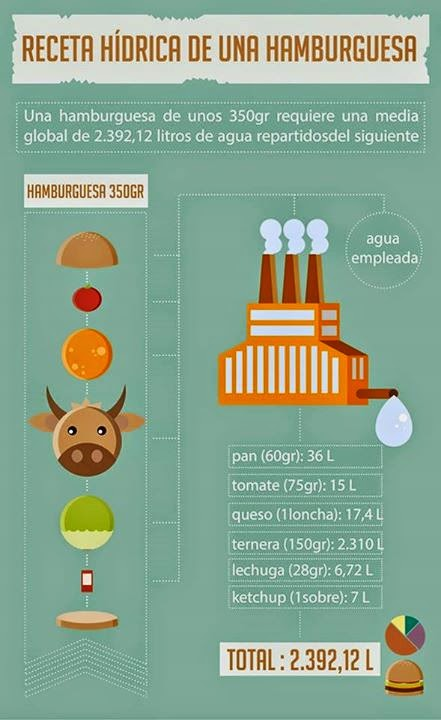 RECETA HÍDRICA DE UNA HAMBURGUESA
Una hamburguesa de unos 350gr requiere una media
global de 2.392,12 litros de agua repartidosdel siguiente
HAMBURGUESA 350GR
agua
empleada
pan (60gr): 36 L
tomate (75gr): 15 L
queso (1loncha): 17,4 L
ternera (150gr): 2.310 L
lechuga (28gr): 6,72 L
ketchup (1sobre): 7 L
TOTAL : 2.392,12 L